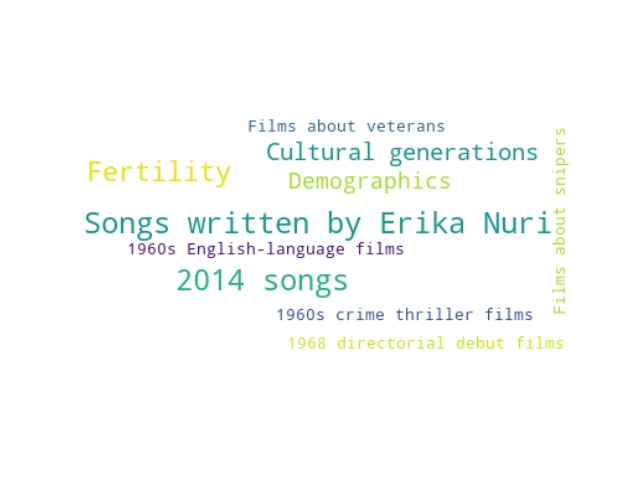 Films about veterans
Cultural generations
Fertility
Demographics
Films about snipers
Songs written by Erika Nuri
1960s English-language films
2014 songs
1960s crime thriller films
1968 directorial debut films